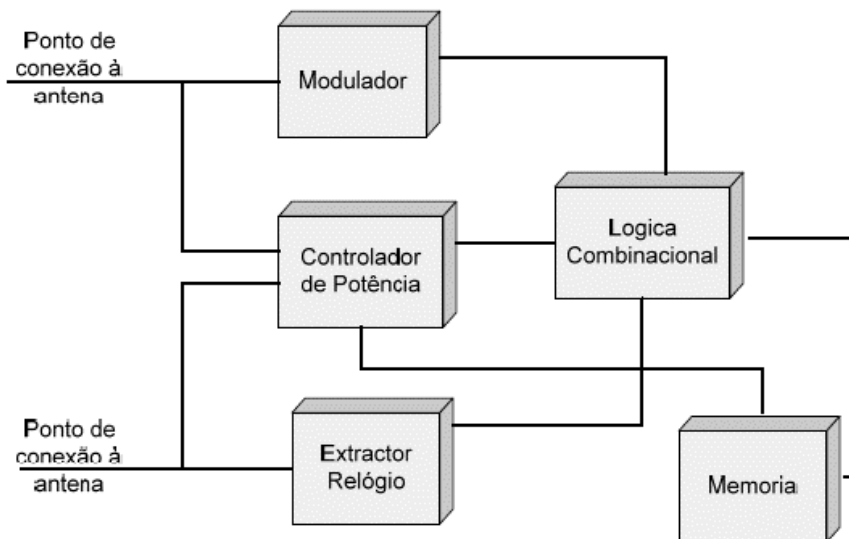 Ponto de
conexão à
antena
Modulador
Controlador
de Potência
Logica
Combinacional
Ponto de
conexão à
antena
Extractor
Relógio
Memoria